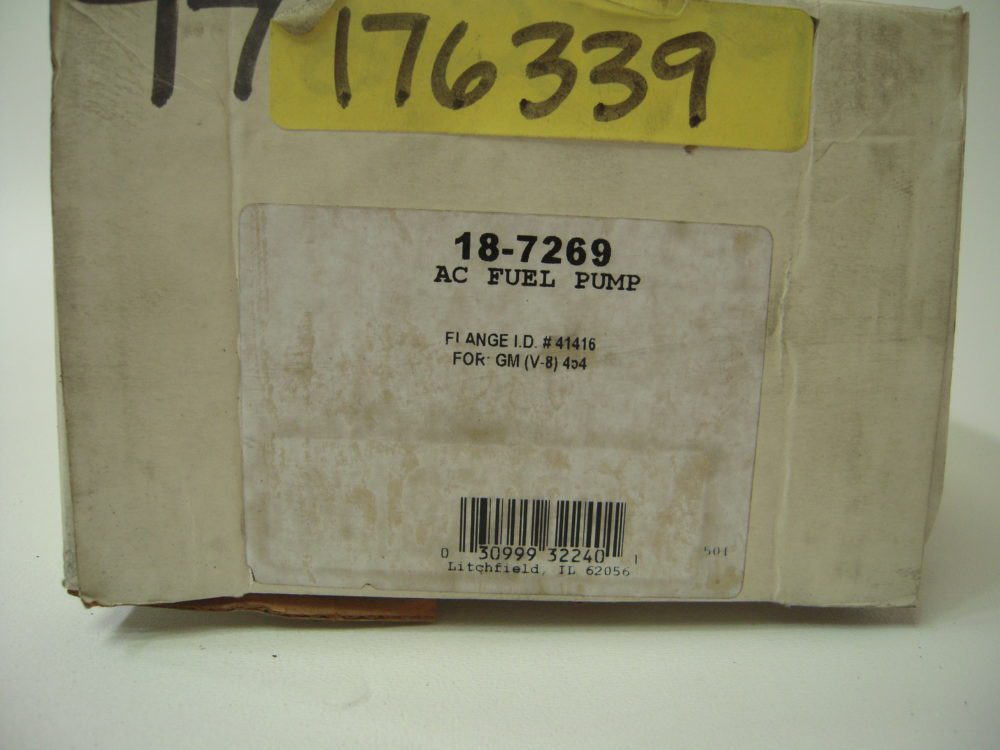 77
176339
18-7269
AC FUEL PUMP
FLANGE I.D. # 41416
FOR: GM (V-8) 454
0 30999 32240 1
501
Litchfield, IL 62056